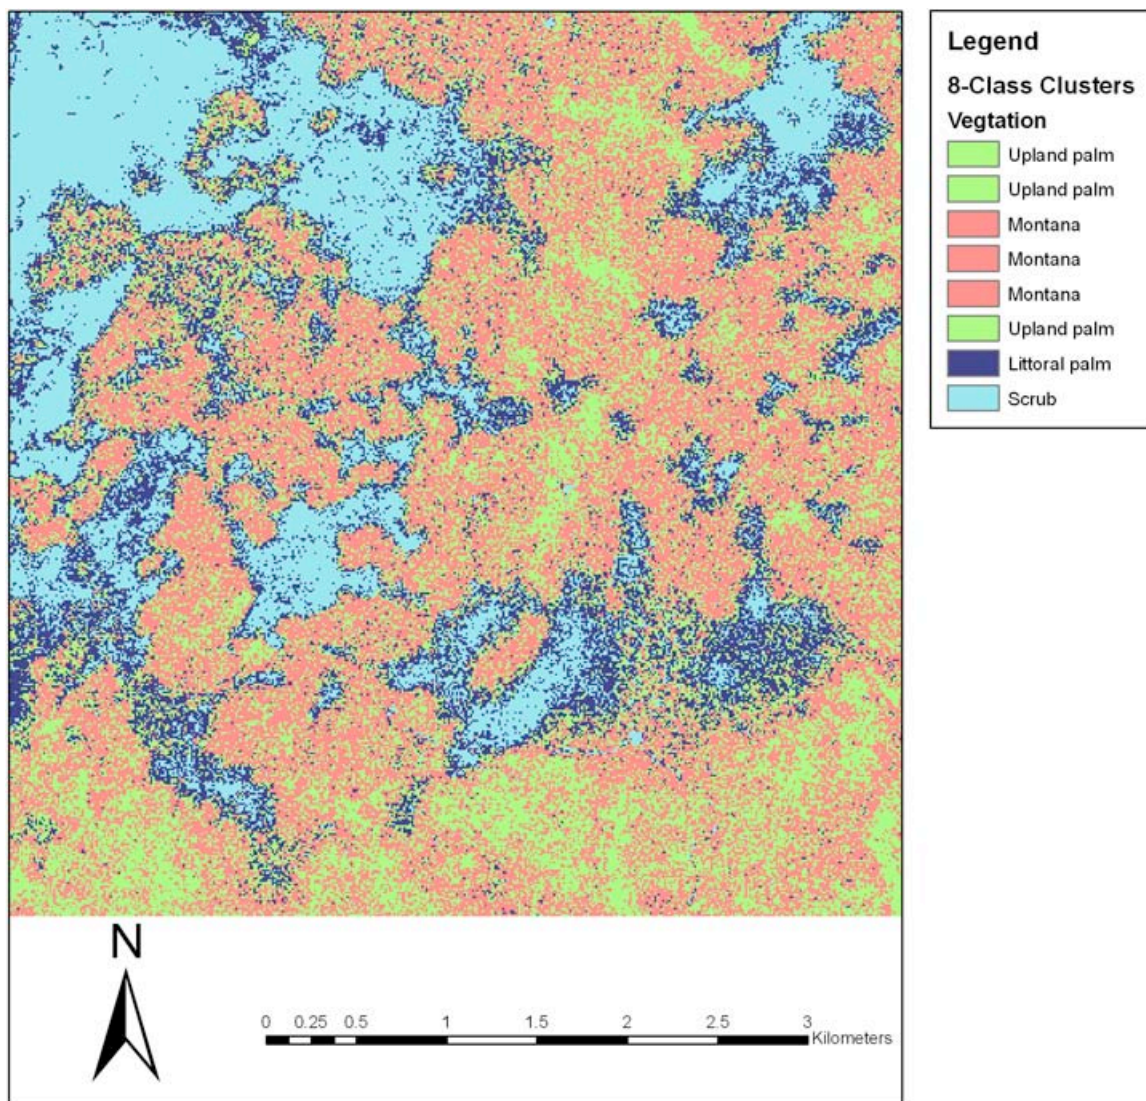 Legend
8-Class Clusters
Vegtation
Upland palm
Upland palm
Montana
Montana
Montana
Upland palm
Littoral palm
Scrub
N
0 0.25 0.5 1 1.5 2 2.5 3
Kilometers